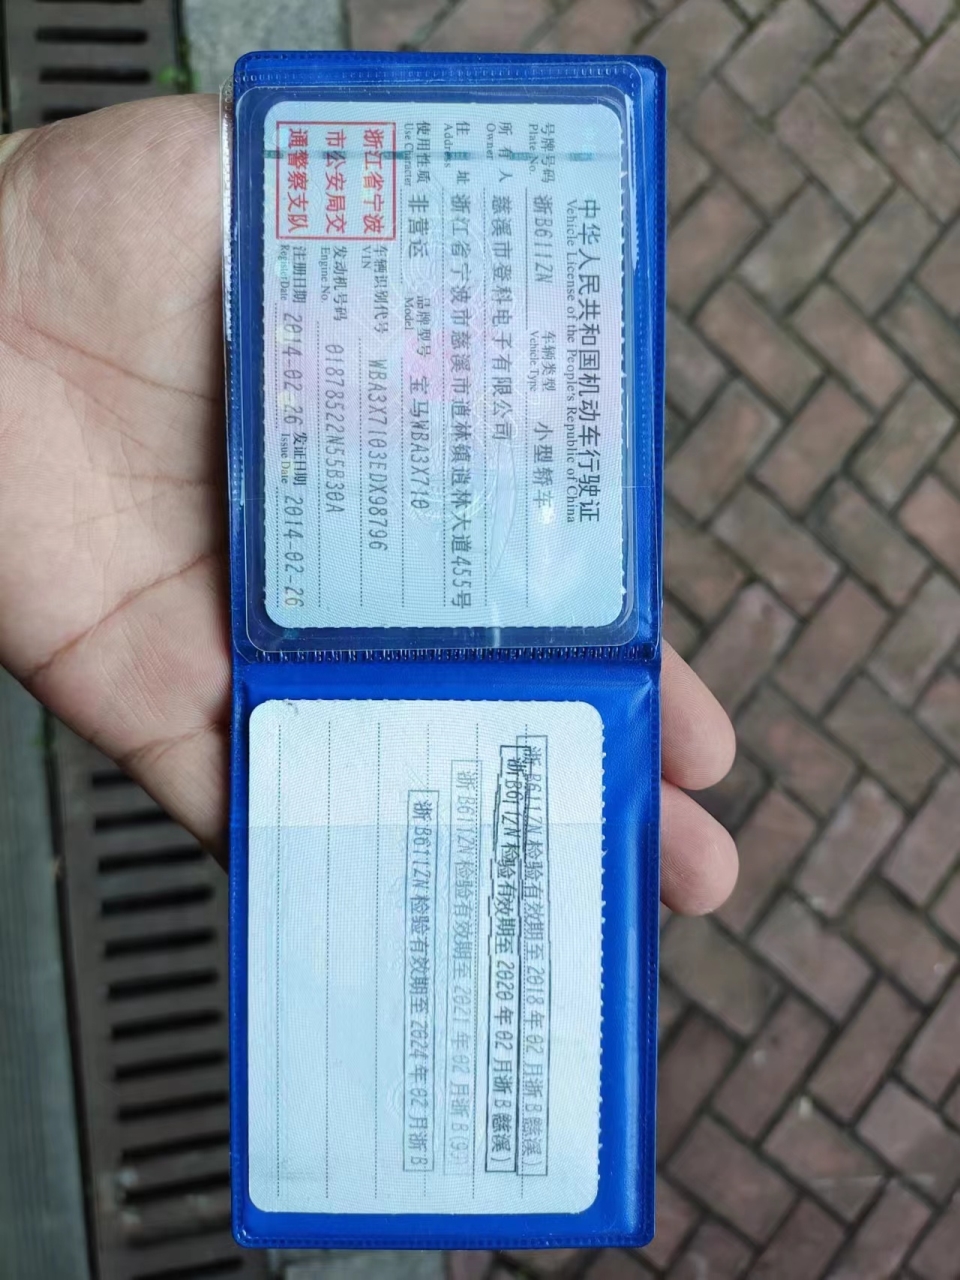 中华人民共和国机动车行驶证
Vehicle License of the People's Republic of China
号牌号码 浙B611ZN 车辆类型 小型轿车
Plate No. Vehicle Type
所有人 慈溪市登科电子有限公司
Owner
住址 浙江省宁波市慈溪市逍林镇逍林大道455号
Address
使用性质 非营运 品牌型号 宝马WBA3X710
Use Character Model
浙江省宁波
市公安局交
通警察支队
车辆识别代号 WBA3X7103EDX98796
VIN
发动机号码 01878522N55B30A
Engine No.
注册日期 2014-02-26 发证日期 2014-02-26
Register Date Issue Date
浙B611ZN检验有效期至2018年02月浙B(慈溪)
浙B611ZN检验有效期至2020年02月浙B(慈溪)
浙B611ZN检验有效期至2021年02月浙B(99)
浙B611ZN检验有效期至2024年02月浙B